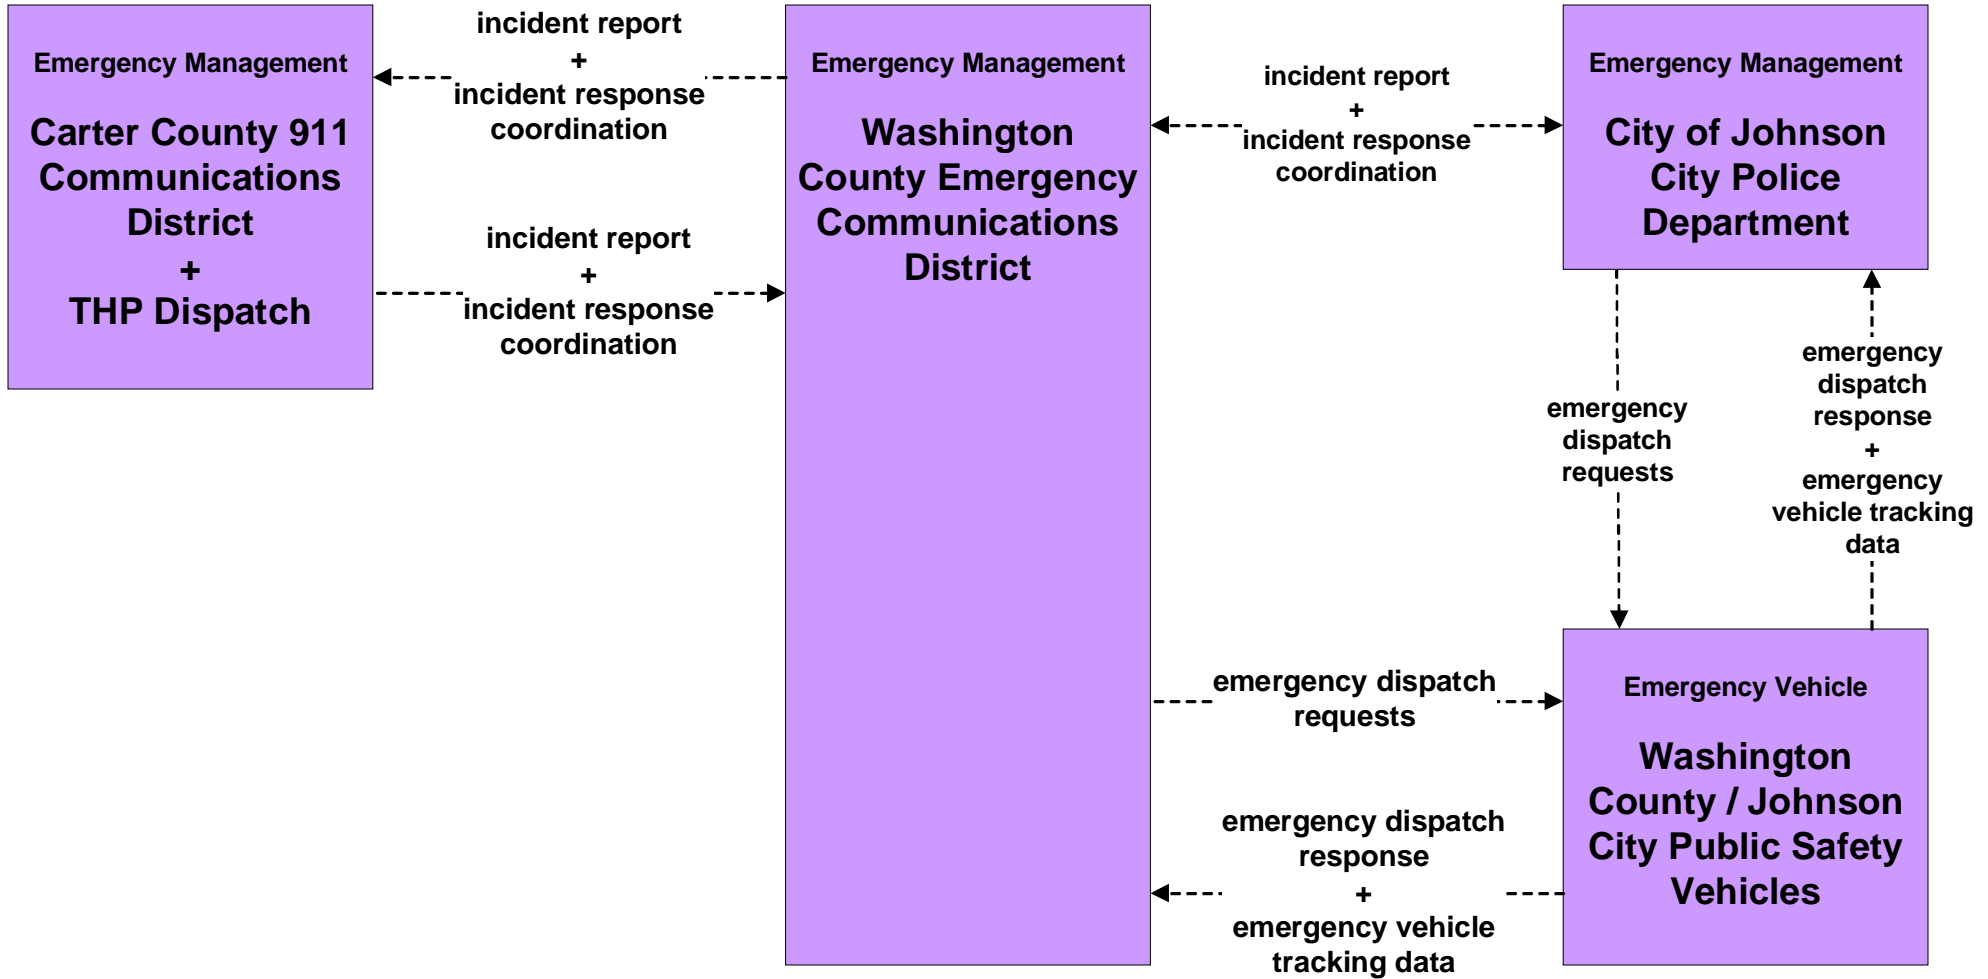 Emergency Management
Carter County 911
Communications
District
+
THP Dispatch
incident report
+
incident response
coordination
incident report
+
incident response
coordination
Emergency Management
Washington
County Emergency
Communications
District
incident report
+
incident response
coordination
Emergency Management
City of Johnson
City Police
Department
emergency
dispatch
requests
emergency
dispatch
response
+
emergency
vehicle tracking
data
emergency dispatch
requests
emergency dispatch
response
+
emergency vehicle
tracking data
Emergency Vehicle
Washington
County / Johnson
City Public Safety
Vehicles